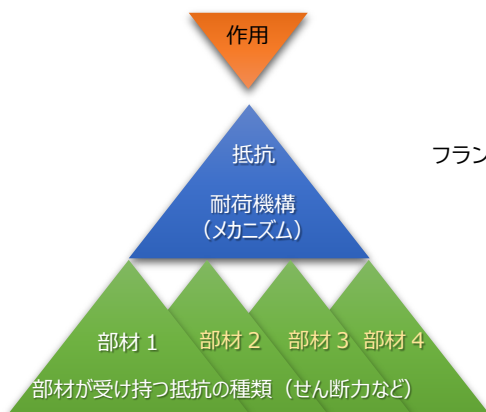 作用
抵抗
フラン
耐荷機構
（メカニズム）
部材１ 部材２ 部材３ 部材４
部材が受け持つ抵抗の種類（せん断力など）